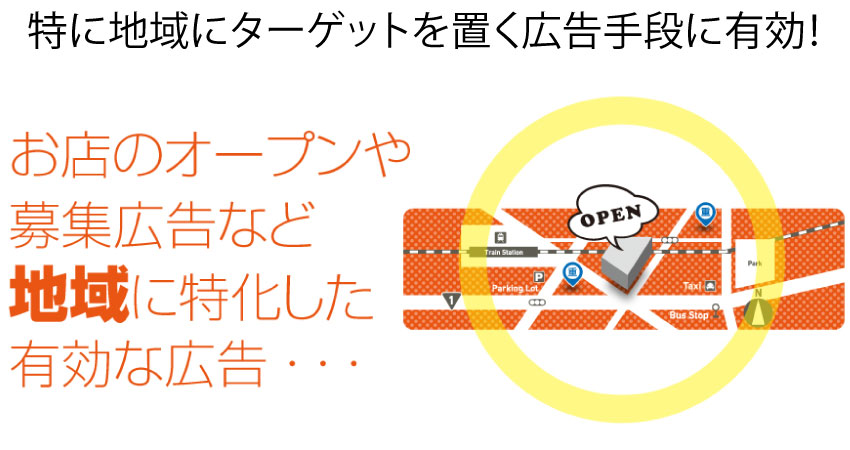 特に地域にターゲットを置く広告手段に有効!
お店のオープンや
募集広告など
地域に特化した
有効な広告・・・
OPEN
Train Station
Park
Parking Lot
Taxi
N
1
P
Bus Stop